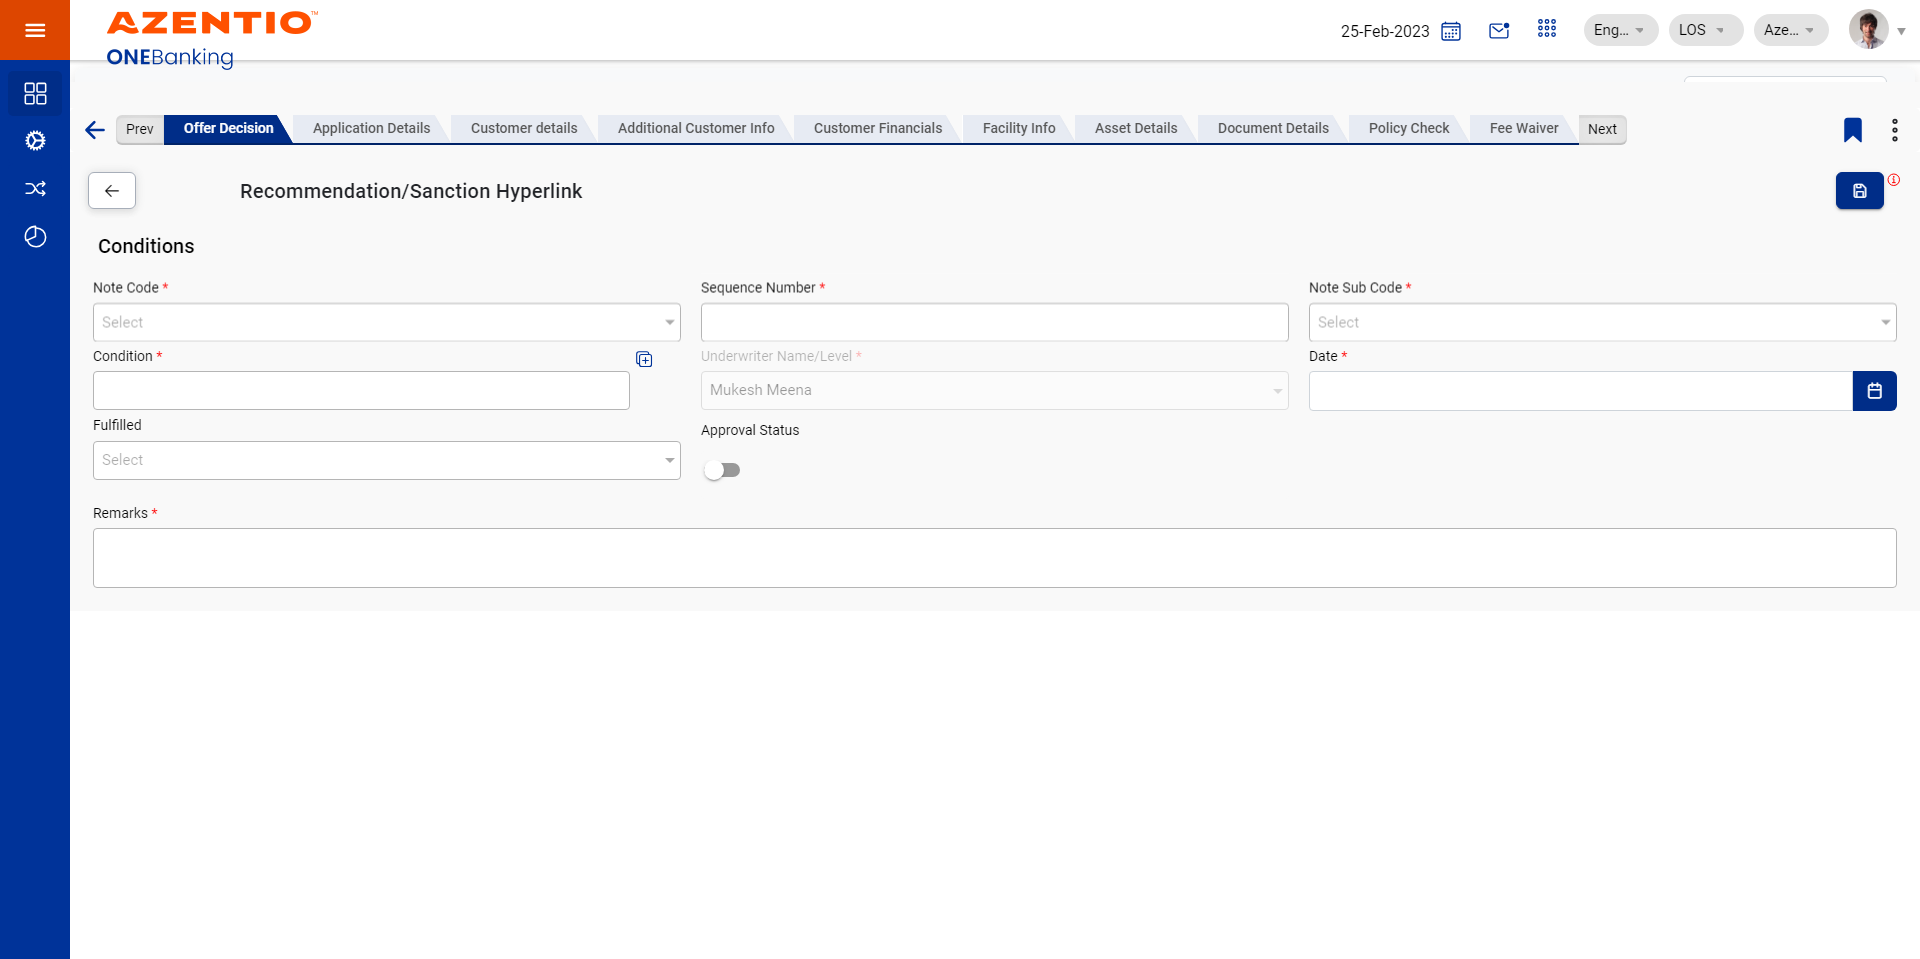 AZENTIO™
ONEBanking
25-Feb-2023
Eng...
LOS
Aze...
Prev
Offer Decision
Application Details
Customer details
Additional Customer Info
Customer Financials
Facility Info
Asset Details
Document Details
Policy Check
Fee Waiver
Next
Recommendation/Sanction Hyperlink
Conditions
Note Code *
Sequence Number *
Note Sub Code *
Select
Select
Condition *
Underwriter Name/Level *
Date *
Mukesh Meena
Fulfilled
Approval Status
Select
Remarks *